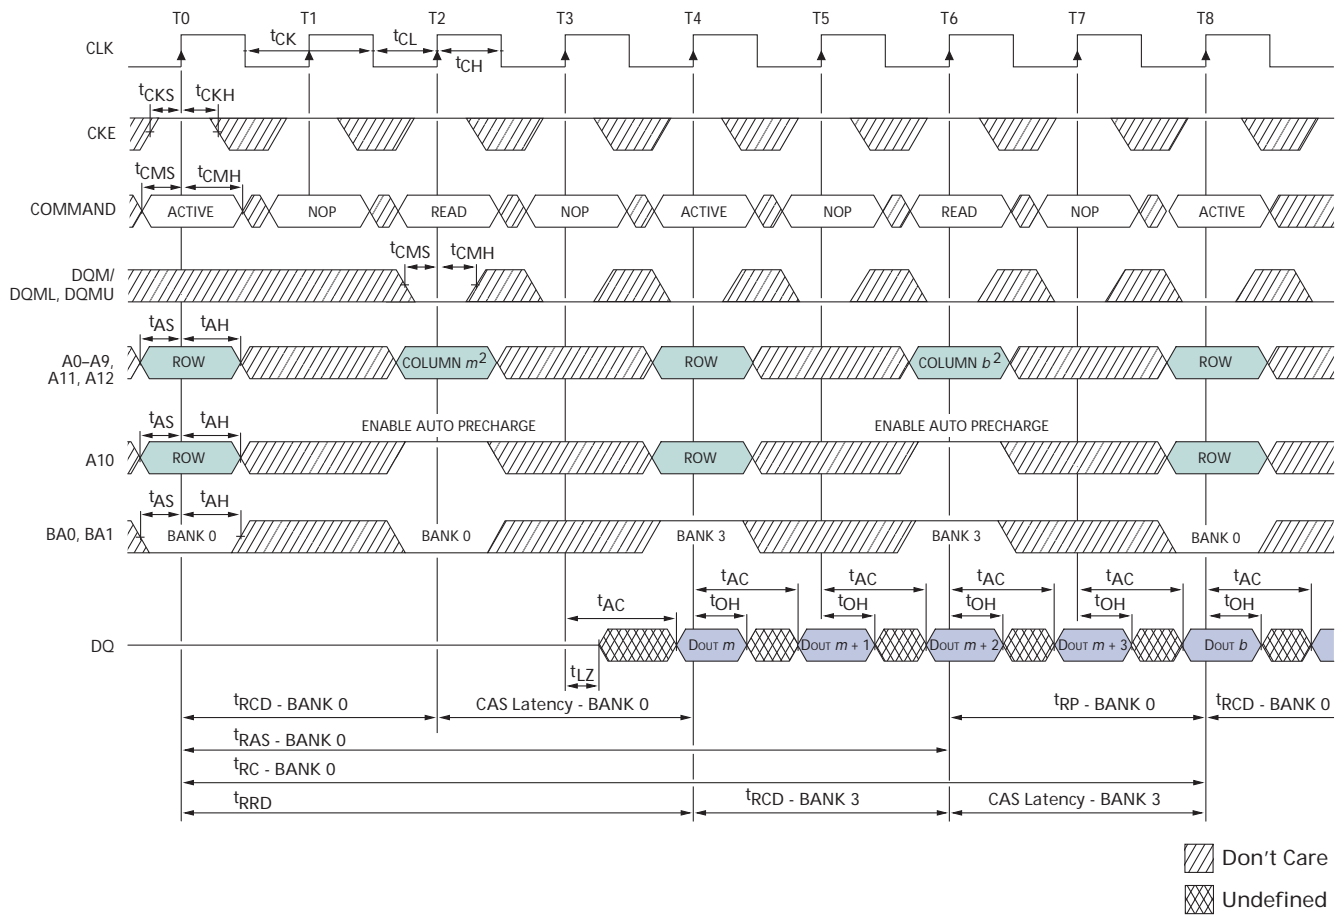 T0 T1 T2 T3 T4 T5 T6 T7 T8
CLK
tCK tCL
tCH
tCKS tCKH
CKE
tCMS tCMH
COMMAND ACTIVE NOP READ NOP ACTIVE NOP READ NOP ACTIVE
tCMS tCMH
DQM/
DQML, DQMU
tAS tAH
A0–A9,
A11, A12
ROW COLUMN m2 ROW COLUMN b2 ROW
tAS tAH
ENABLE AUTO PRECHARGE ENABLE AUTO PRECHARGE
A10 ROW ROW ROW
tAS tAH
BA0, BA1 BANK 0 BANK 0 BANK 3 BANK 3 BANK 0
tAC tAC tAC tAC tAC tAC
tOH tOH tOH tOH tOH
DQ DOUT m DOUT m + 1 DOUT m + 2 DOUT m + 3 DOUT b
tLZ
tRCD - BANK 0 CAS Latency - BANK 0 tRP - BANK 0 tRCD - BANK 0
tRAS - BANK 0
tRC - BANK 0
tRRD tRCD - BANK 3 CAS Latency - BANK 3
Don't Care
Undefined